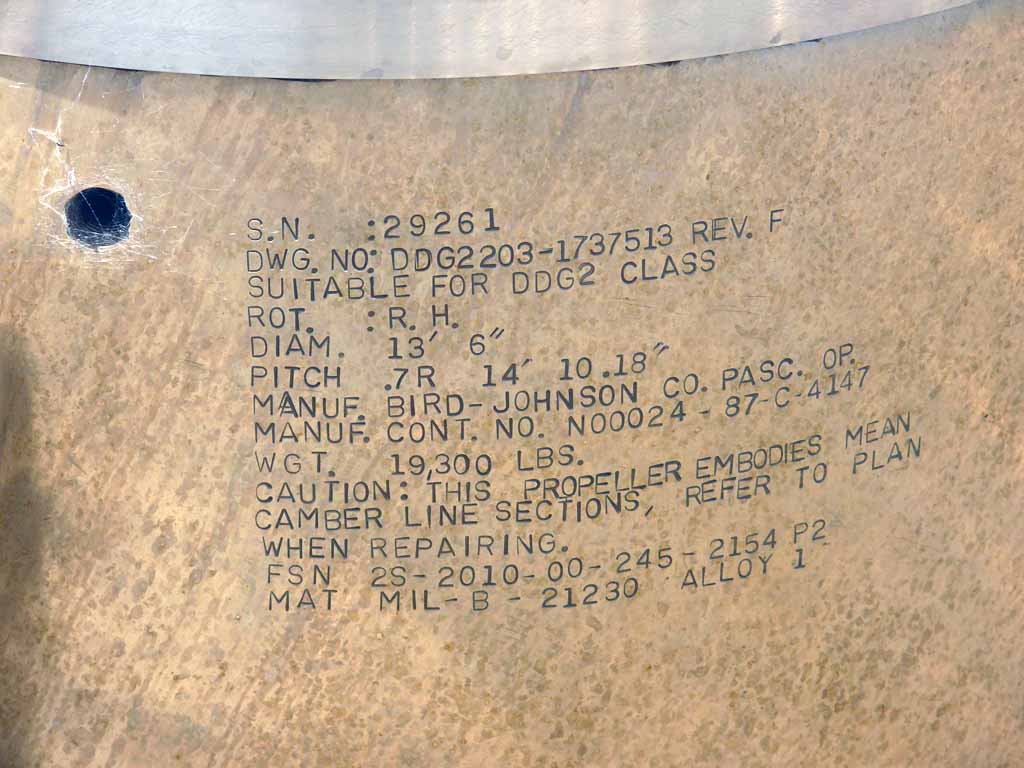 S.N. :29261
DWG. NO: DDG2203-1737513 REV. F
SUITABLE FOR DDG2 CLASS
ROT. : R. H.
DIAM. 13' 6"
PITCH .7R 14' 10.18"
MANUF. BIRD-JOHNSON CO. PASC. OP.
MANUF. CONT. NO. N00024-87-C-4147
WGT. 19,300 LBS.
CAUTION: THIS PROPELLER EMBODIES MEAN
CAMBER LINE SECTIONS, REFER TO PLAN
WHEN REPAIRING.
FSN 2S-2010-00-245-2154 P2
MAT MIL-B-21230 ALLOY 1